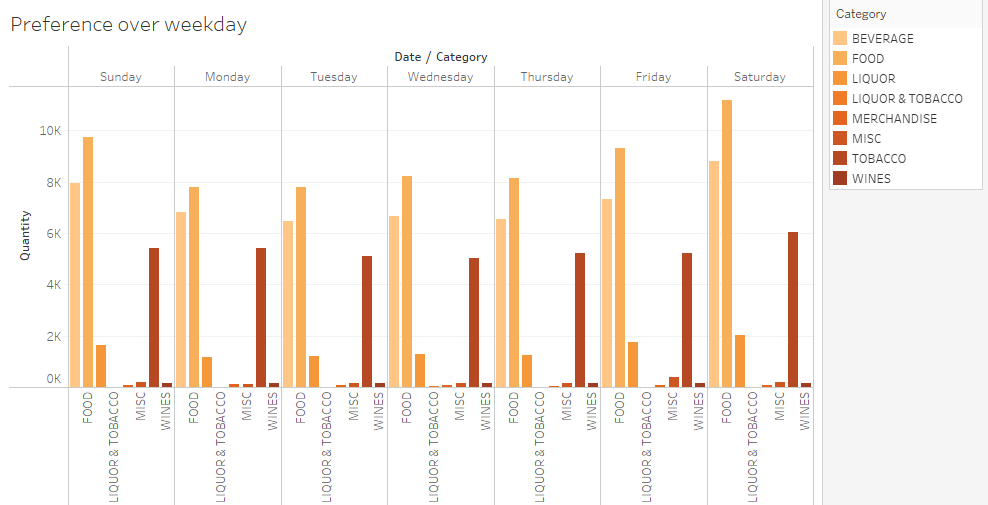 Preference over weekday
Date / Category
Sunday Monday Tuesday Wednesday Thursday Friday Saturday
Quantity
10K
8K
6K
4K
2K
0K
FOOD LIQUOR & TOBACCO MISC WINES FOOD LIQUOR & TOBACCO MISC WINES FOOD LIQUOR & TOBACCO MISC WINES FOOD LIQUOR & TOBACCO MISC WINES FOOD LIQUOR & TOBACCO MISC WINES FOOD LIQUOR & TOBACCO MISC WINES FOOD LIQUOR & TOBACCO MISC WINES
Category
BEVERAGE
FOOD
LIQUOR
LIQUOR & TOBACCO
MERCHANDISE
MISC
TOBACCO
WINES